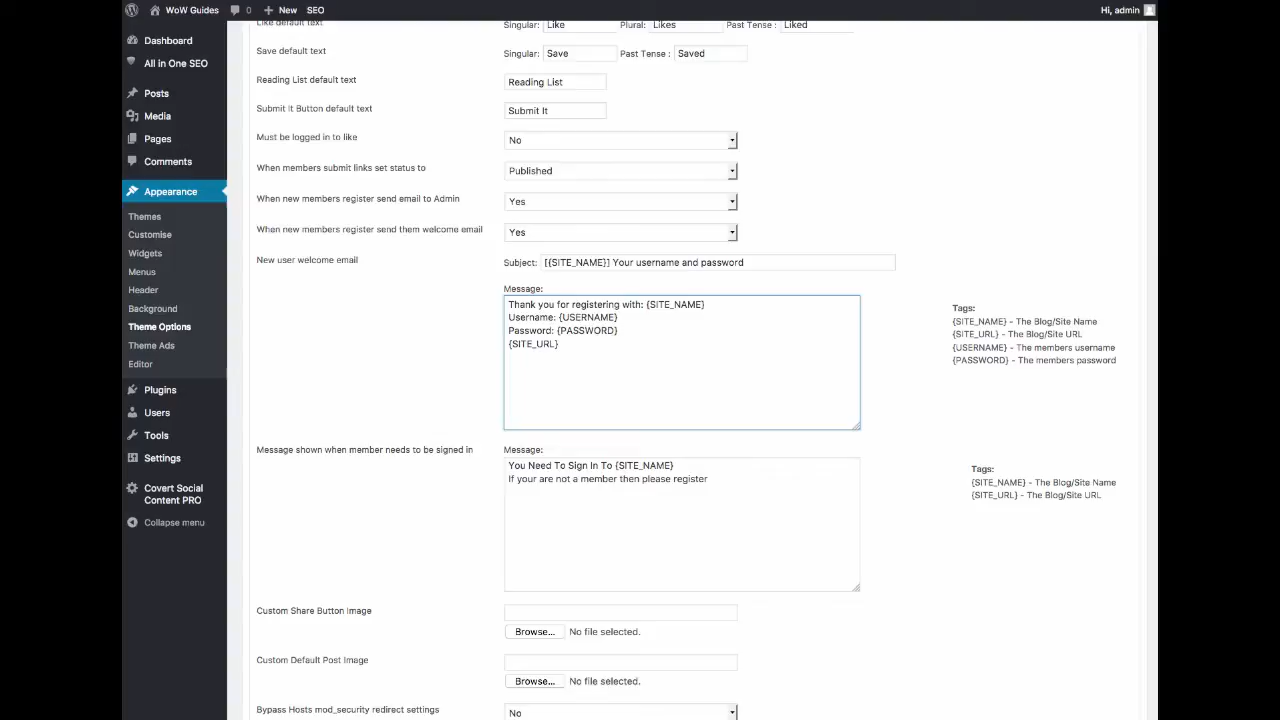 WoW Guides 0 New SEO Hi, admin
Like default text Singular: Like Plural: Likes Past Tense : Liked
Dashboard
Save default text Singular: Save Past Tense : Saved
All in One SEO
Reading List default text Reading List
Posts
Submit It Button default text Submit It
Media
Must be logged in to like No
Pages
Comments
When members submit links set status to Published
Appearance
When new members register send email to Admin Yes
Themes
When new members register send them welcome email Yes
Customise
Widgets
New user welcome email Subject: [{SITE_NAME}] Your username and password
Menus
Header
Message:
Background
Thank you for registering with: {SITE_NAME}
Username: {USERNAME}
Password: {PASSWORD}
{SITE_URL}
Tags:
{SITE_NAME} - The Blog/Site Name
{SITE_URL} - The Blog/Site URL
{USERNAME} - The members username
{PASSWORD} - The members password
Theme Options
Theme Ads
Editor
Plugins
Users
Tools
Settings
Covert Social
Content PRO
Collapse menu
Message shown when member needs to be signed in Message:
You Need To Sign In To {SITE_NAME}
If your are not a member then please register
Tags:
{SITE_NAME} - The Blog/Site Name
{SITE_URL} - The Blog/Site URL
Custom Share Button Image
Browse... No file selected.
Custom Default Post Image
Browse... No file selected.
Bypass Hosts mod_security redirect settings No